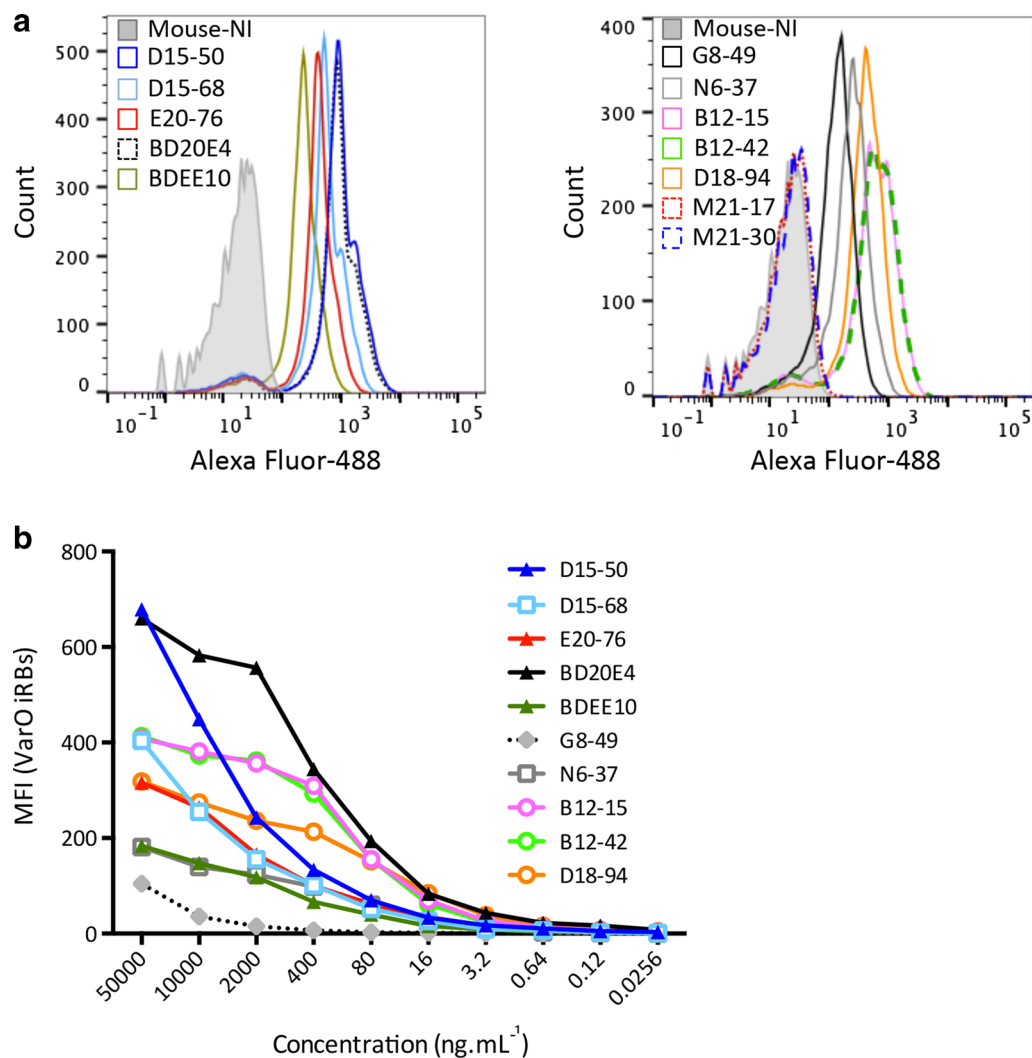 a
Mouse-NI
D15-50
D15-68
E20-76
BD20E4
BDEE10
500
400
300
200
100
0
Count
10⁻¹ 10¹ 10³ 10⁵
Alexa Fluor-488
Mouse-NI
G8-49
N6-37
B12-15
B12-42
D18-94
M21-17
M21-30
400
300
200
100
0
Count
10⁻¹ 10¹ 10³ 10⁵
Alexa Fluor-488
b
800
600
400
200
0
MFI (VarO iRBs)
D15-50
D15-68
E20-76
BD20E4
BDEE10
G8-49
N6-37
B12-15
B12-42
D18-94
50000 10000 2000 400 80 16 3.2 0.64 0.12 0.0256
Concentration (ng.mL⁻¹)